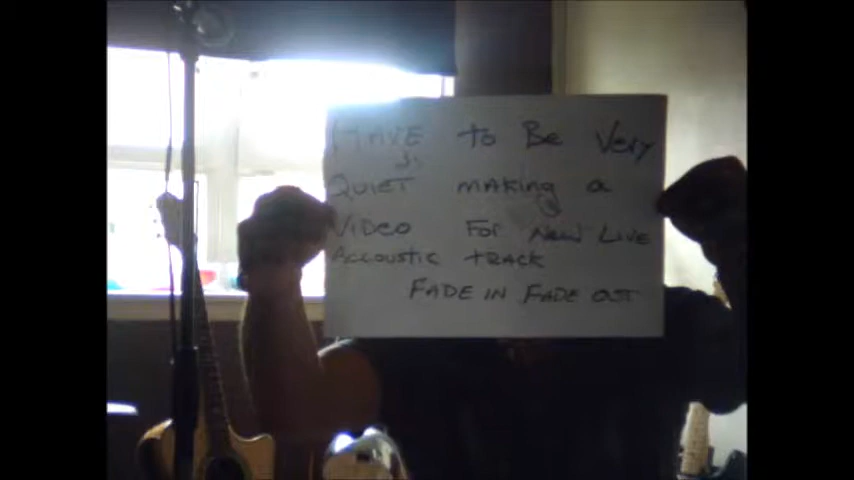 HAVE to Be Very
QUIET MAKING a
VIDEO FOR NEW LIVE
ACCOUSTIC TRACK
FADE IN FADE OUT